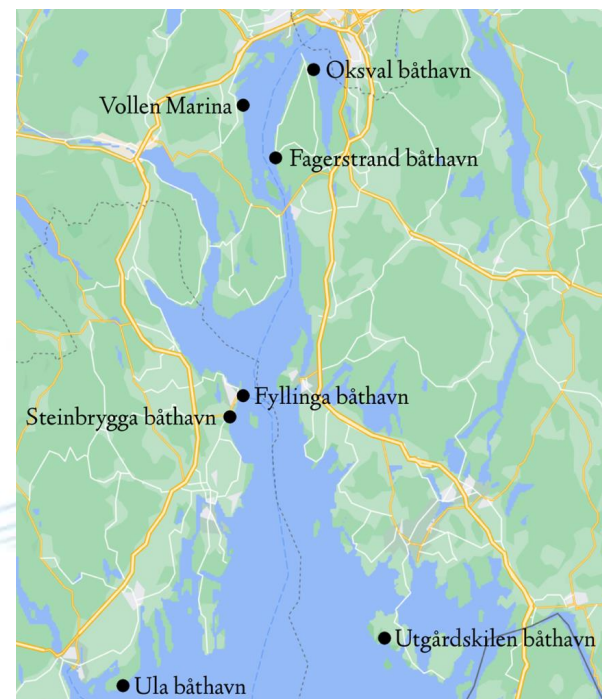 Oksval båthavn
Vollen Marina
Fagerstrand båthavn
Fyllinga båthavn
Steinbrygga båthavn
Utgårdskilen båthavn
Ula båthavn